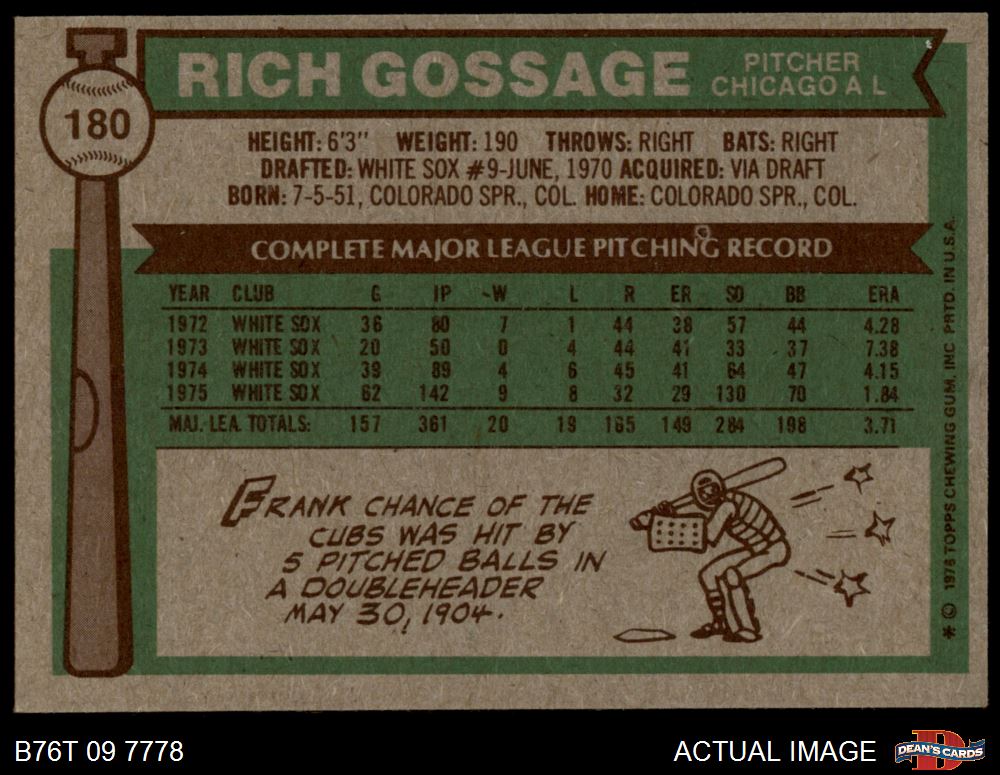 180
RICH GOSSAGE
PITCHER
CHICAGO A L
HEIGHT: 6'3" WEIGHT: 190 THROWS: RIGHT BATS: RIGHT
DRAFTED: WHITE SOX #9-JUNE, 1970 ACQUIRED: VIA DRAFT
BORN: 7-5-51, COLORADO SPR., COL. HOME: COLORADO SPR., COL.
COMPLETE MAJOR LEAGUE PITCHING RECORD
YEAR CLUB G IP W L R ER SO BB ERA
1972 WHITE SOX 36 80 7 1 44 38 57 44 4.28
1973 WHITE SOX 20 50 0 4 44 41 33 37 7.38
1974 WHITE SOX 39 89 4 6 45 41 64 47 4.15
1975 WHITE SOX 62 142 9 8 32 29 130 70 1.84
MAJ. LEA. TOTALS: 157 361 20 19 165 149 284 198 3.71
FRANK CHANCE OF THE
CUBS WAS HIT BY
5 PITCHED BALLS IN
A DOUBLEHEADER
MAY 30, 1904.
* © 1976 TOPPS CHEWING GUM, INC PRTD. IN U.S.A.
B76T 09 7778
ACTUAL IMAGE
DEAN'S CARDS